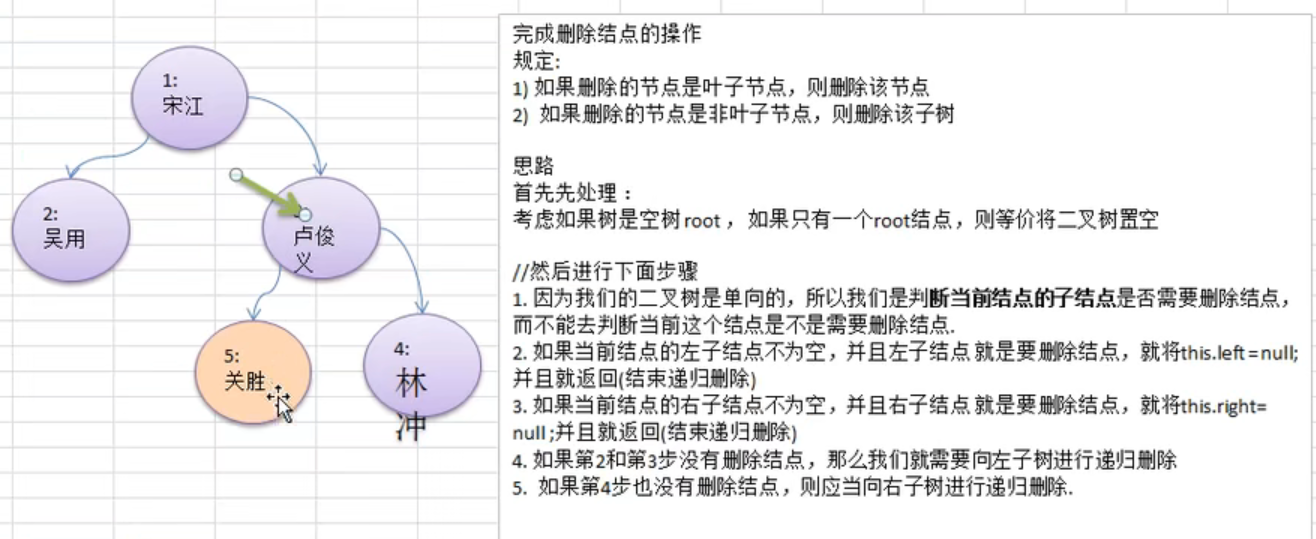 1:
宋江
2:
吴用
卢俊
义
5:
关胜
4:
林
冲
完成删除结点的操作
规定:
1) 如果删除的节点是叶子节点，则删除该节点
2) 如果删除的节点是非叶子节点，则删除该子树
思路
首先先处理：
考虑如果树是空树 root ，如果只有一个root结点，则等价将二叉树置空
//然后进行下面步骤
1. 因为我们的二叉树是单向的，所以我们是判断当前结点的子结点是否需要删除结点，
而不能去判断当前这个结点是不是需要删除结点.
2. 如果当前结点的左子结点不为空，并且左子结点 就是要删除结点，就将this.left = null;
并且就返回(结束递归删除)
3. 如果当前结点的右子结点不为空，并且右子结点 就是要删除结点，就将this.right=
null ;并且就返回(结束递归删除)
4. 如果第2和第3步没有删除结点，那么我们就需要向左子树进行递归删除
5. 如果第4步也没有删除结点，则应当向右子树进行递归删除.